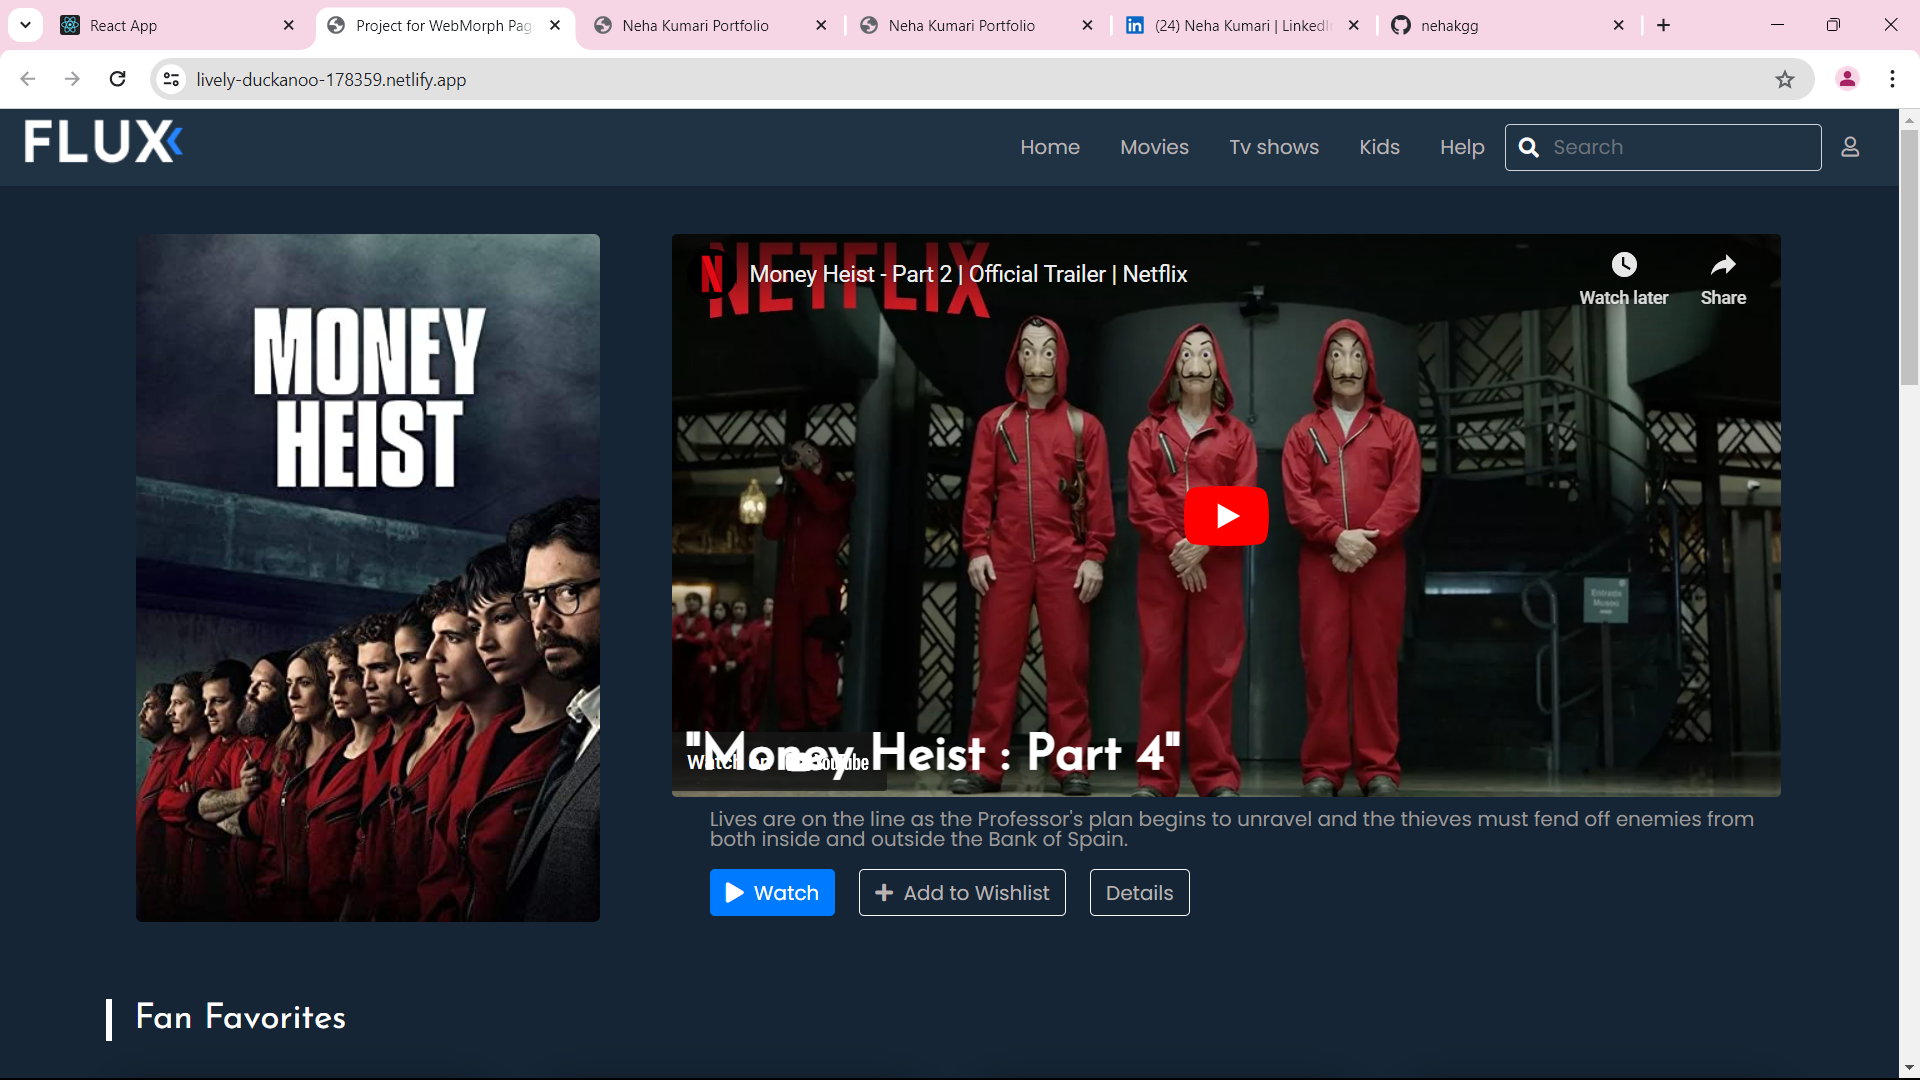 React App
Project for WebMorph Pag
Neha Kumari Portfolio
Neha Kumari Portfolio
(24) Neha Kumari | LinkedIn
nehakgg
lively-duckanoo-178359.netlify.app
FLUX
Home
Movies
Tv shows
Kids
Help
Search
MONEY
HEIST
NETFLIX
Money Heist - Part 2 | Official Trailer | Netflix
Watch later
Share
Entrada
Museo
"Money Heist : Part 4"
Watch on YouTube
Lives are on the line as the Professor's plan begins to unravel and the thieves must fend off enemies from
both inside and outside the Bank of Spain.
Watch
Add to Wishlist
Details
Fan Favorites